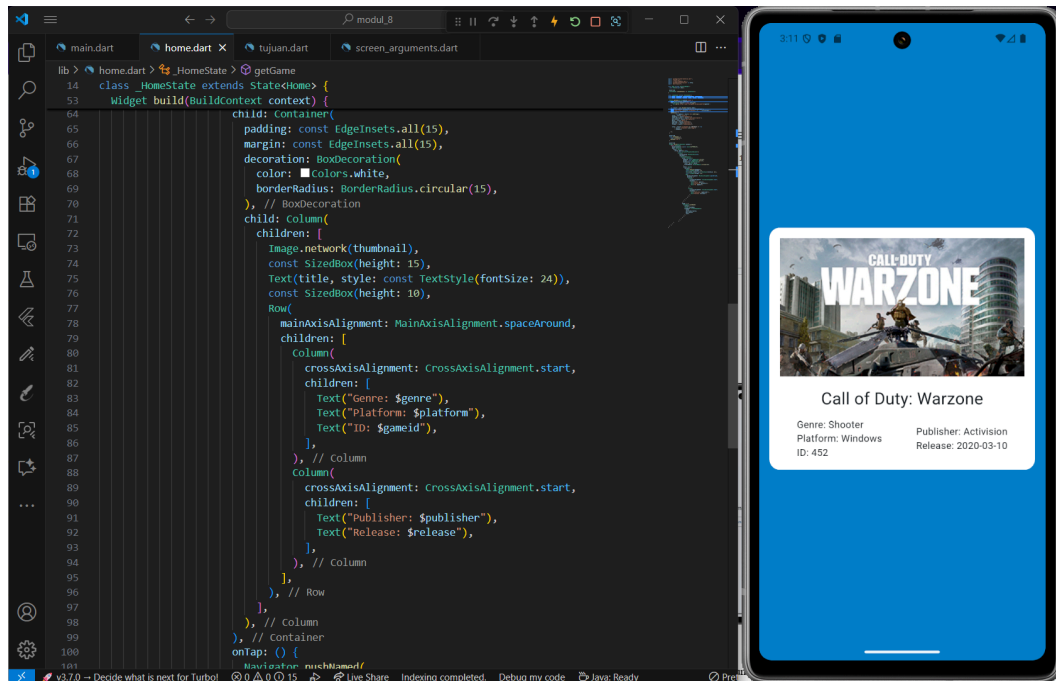 modul_8
main.dart
home.dart
tujuan.dart
screen_arguments.dart
lib > home.dart > _HomeState > getGame
14 class _HomeState extends State<Home> {
53 Widget build(BuildContext context) {
64 child: Container(
65 padding: const EdgeInsets.all(15),
66 margin: const EdgeInsets.all(15),
67 decoration: BoxDecoration(
68 color: Colors.white,
69 borderRadius: BorderRadius.circular(15),
70 ), // BoxDecoration
71 child: Column(
72 children: [
73 Image.network(thumbnail),
74 const SizedBox(height: 15),
75 Text(title, style: const TextStyle(fontSize: 24)),
76 const SizedBox(height: 10),
77 Row(
78 mainAxisAlignment: MainAxisAlignment.spaceAround,
79 children: [
80 Column(
81 crossAxisAlignment: CrossAxisAlignment.start,
82 children: [
83 Text("Genre: $genre"),
84 Text("Platform: $platform"),
85 Text("ID: $gameid"),
86 ],
87 ), // Column
88 Column(
89 crossAxisAlignment: CrossAxisAlignment.start,
90 children: [
91 Text("Publisher: $publisher"),
92 Text("Release: $release"),
93 ],
94 ), // Column
95 ],
96 ), // Row
97 ],
98 ), // Column
99 ), // Container
100 onTap: () {
101 Navigator.pushNamed(
1
v3.7.0 → Decide what is next for Turbo!
0 0 15
Live Share
Indexing completed.
Debug my code
Java: Ready
3:11
CALL·DUTY
WARZONE
Call of Duty: Warzone
Genre: Shooter
Platform: Windows
ID: 452
Publisher: Activision
Release: 2020-03-10